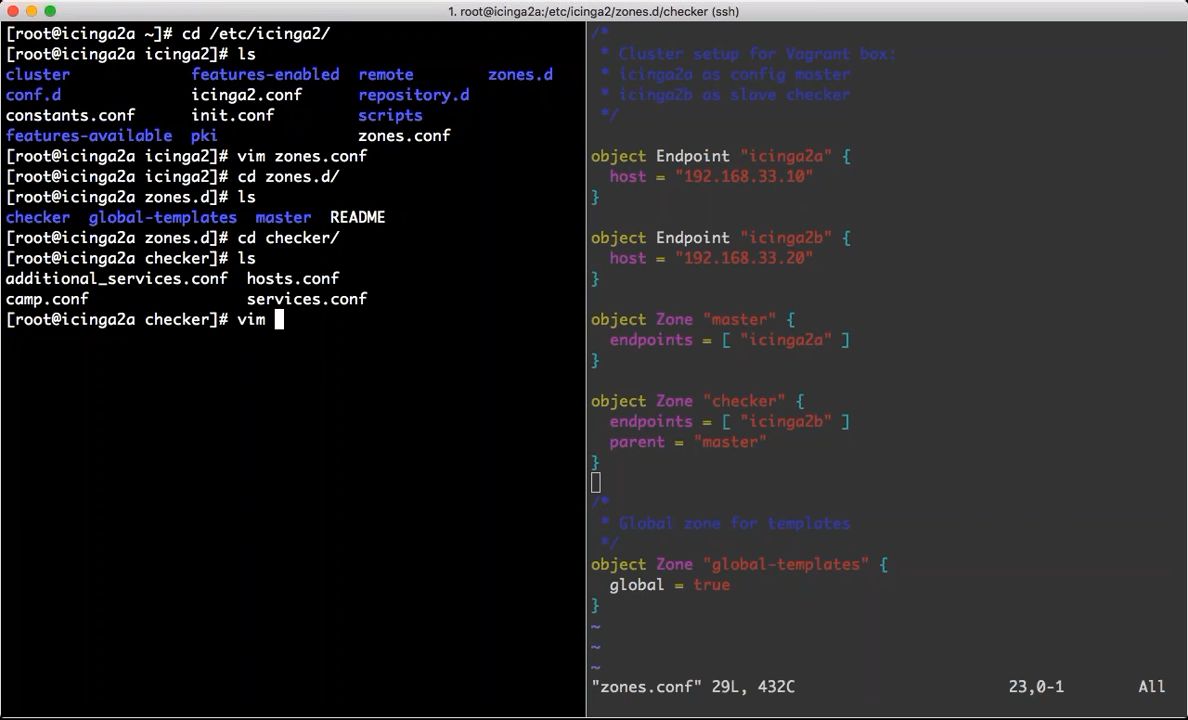 1. root@icinga2a:/etc/icinga2/zones.d/checker (ssh)
[root@icinga2a ~]# cd /etc/icinga2/
[root@icinga2a icinga2]# ls
cluster features-enabled remote zones.d
conf.d icinga2.conf repository.d
constants.conf init.conf scripts
features-available pki zones.conf
[root@icinga2a icinga2]# vim zones.conf
[root@icinga2a icinga2]# cd zones.d/
[root@icinga2a zones.d]# ls
checker global-templates master README
[root@icinga2a zones.d]# cd checker/
[root@icinga2a checker]# ls
additional_services.conf hosts.conf
camp.conf services.conf
[root@icinga2a checker]# vim
/*
* Cluster setup for Vagrant box:
* icinga2a as config master
* icinga2b as slave checker
*/
object Endpoint "icinga2a" {
host = "192.168.33.10"
}
object Endpoint "icinga2b" {
host = "192.168.33.20"
}
object Zone "master" {
endpoints = [ "icinga2a" ]
}
object Zone "checker" {
endpoints = [ "icinga2b" ]
parent = "master"
}
/*
* Global zone for templates
*/
object Zone "global-templates" {
global = true
}
~
~
~
"zones.conf" 29L, 432C 23,0-1 All